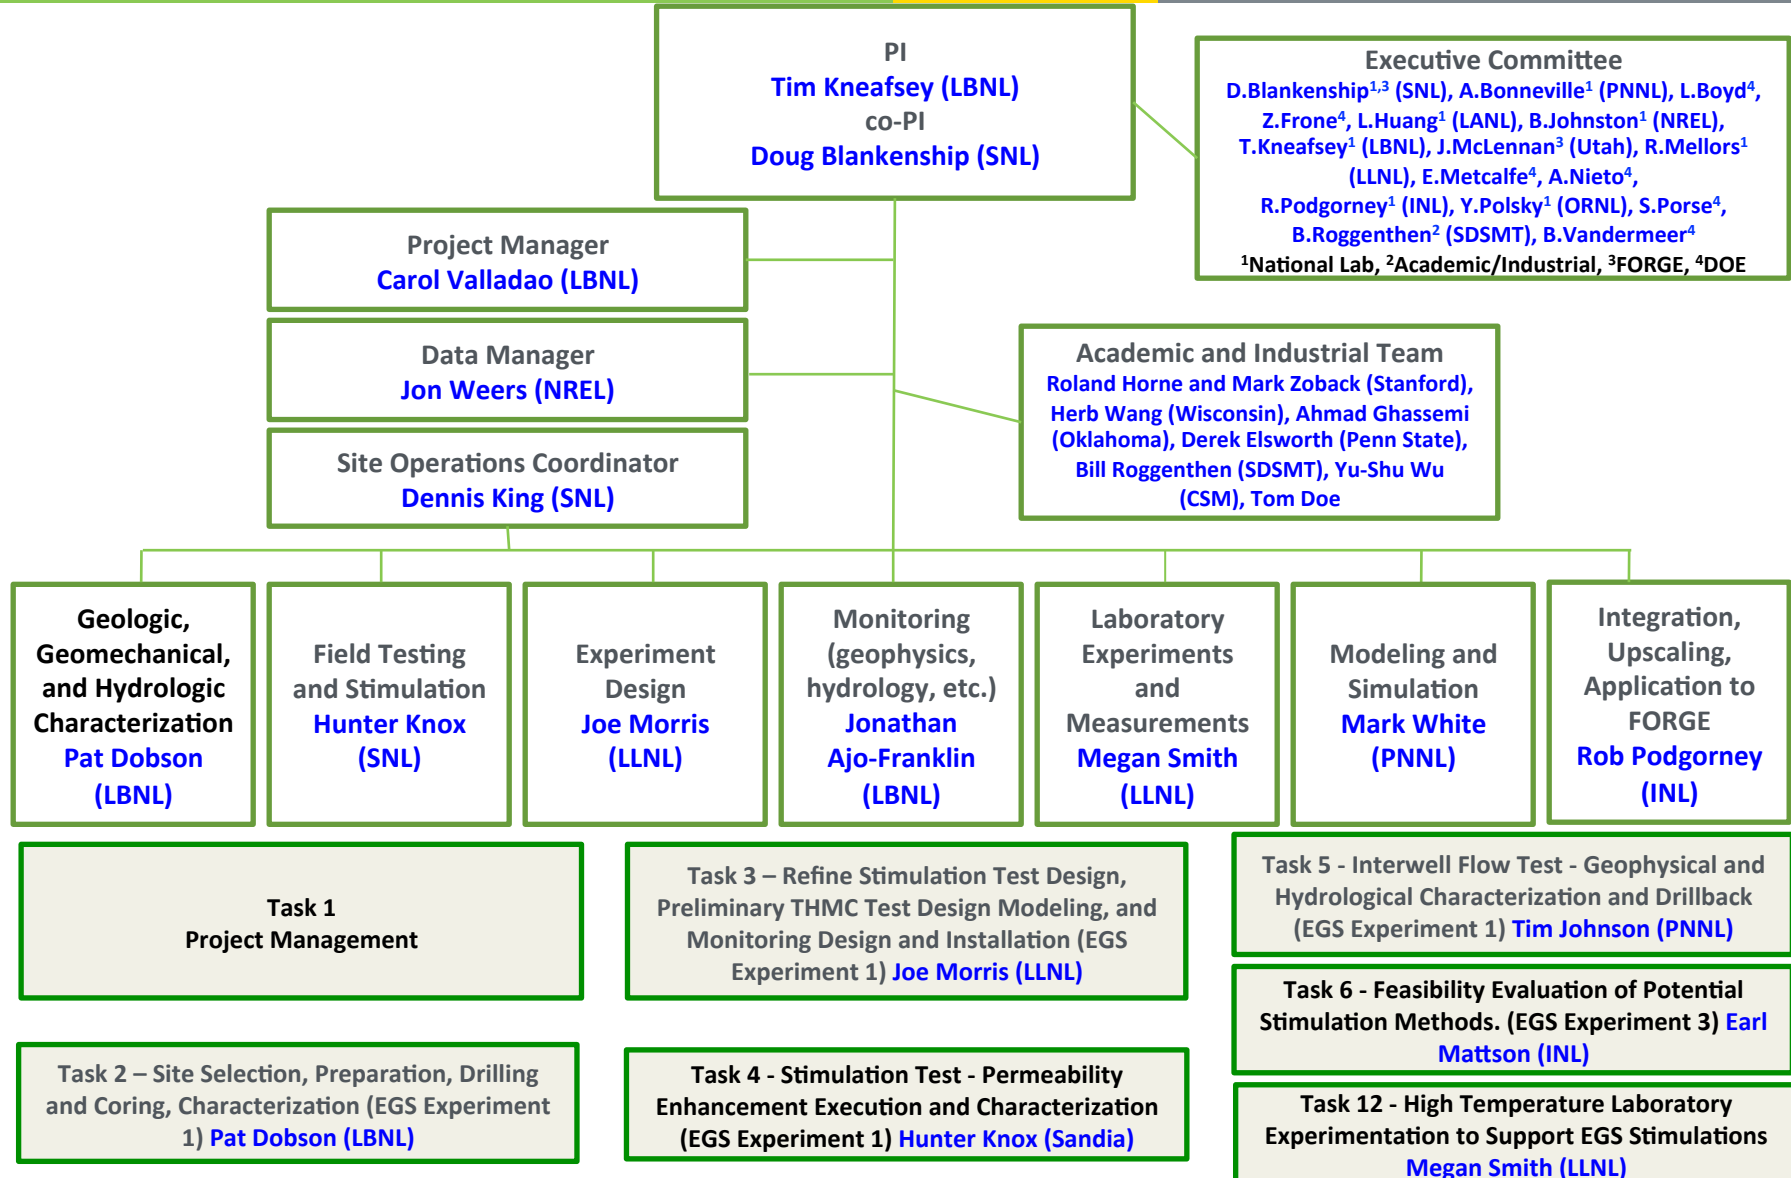 PI
Tim Kneafsey (LBNL)
co-PI
Doug Blankenship (SNL)
Executive Committee
D.Blankenship1,3 (SNL), A.Bonneville1 (PNNL), L.Boyd4,
Z.Frone4, L.Huang1 (LANL), B.Johnston1 (NREL),
T.Kneafsey1 (LBNL), J.McLennan3 (Utah), R.Mellors1
(LLNL), E.Metcalfe4, A.Nieto4,
R.Podgorney1 (INL), Y.Polsky1 (ORNL), S.Porse4,
B.Roggenthen2 (SDSMT), B.Vandermeer4
1National Lab, 2Academic/Industrial, 3FORGE, 4DOE
Project Manager
Carol Valladao (LBNL)
Data Manager
Jon Weers (NREL)
Site Operations Coordinator
Dennis King (SNL)
Academic and Industrial Team
Roland Horne and Mark Zoback (Stanford),
Herb Wang (Wisconsin), Ahmad Ghassemi
(Oklahoma), Derek Elsworth (Penn State),
Bill Roggenthen (SDSMT), Yu-Shu Wu
(CSM), Tom Doe
Geologic,
Geomechanical,
and Hydrologic
Characterization
Pat Dobson
(LBNL)
Field Testing
and Stimulation
Hunter Knox
(SNL)
Experiment
Design
Joe Morris
(LLNL)
Monitoring
(geophysics,
hydrology, etc.)
Jonathan
Ajo-Franklin
(LBNL)
Laboratory
Experiments
and
Measurements
Megan Smith
(LLNL)
Modeling and
Simulation
Mark White
(PNNL)
Integration,
Upscaling,
Application to
FORGE
Rob Podgorney
(INL)
Task 1
Project Management
Task 2 – Site Selection, Preparation, Drilling
and Coring, Characterization (EGS Experiment
1) Pat Dobson (LBNL)
Task 3 – Refine Stimulation Test Design,
Preliminary THMC Test Design Modeling, and
Monitoring Design and Installation (EGS
Experiment 1) Joe Morris (LLNL)
Task 4 - Stimulation Test - Permeability
Enhancement Execution and Characterization
(EGS Experiment 1) Hunter Knox (Sandia)
Task 5 - Interwell Flow Test - Geophysical and
Hydrological Characterization and Drillback
(EGS Experiment 1) Tim Johnson (PNNL)
Task 6 - Feasibility Evaluation of Potential
Stimulation Methods. (EGS Experiment 3) Earl
Mattson (INL)
Task 12 - High Temperature Laboratory
Experimentation to Support EGS Stimulations
Megan Smith (LLNL)